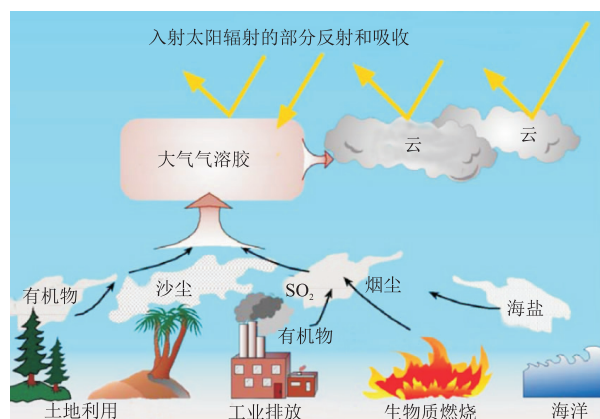 入射太阳辐射的部分反射和吸收
大气气溶胶
云
云
有机物
沙尘
SO₂
烟尘
海盐
有机物
土地利用
工业排放
生物质燃烧
海洋